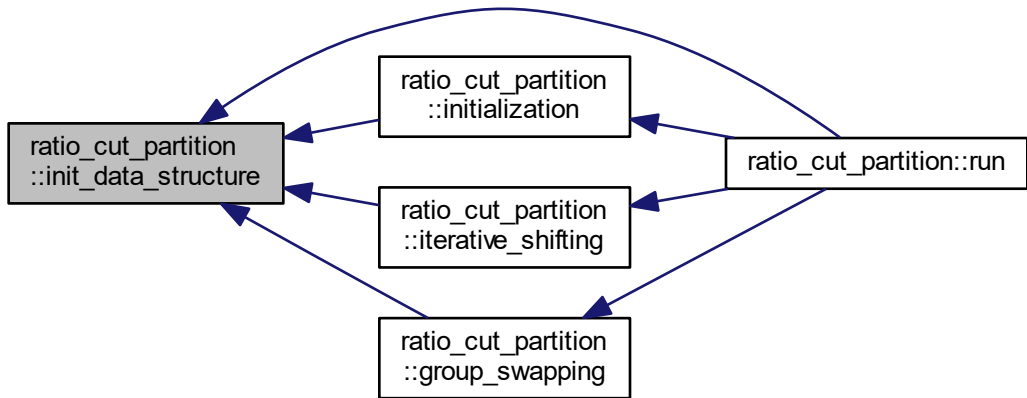 ratio_cut_partition
::init_data_structure
ratio_cut_partition
::initialization
ratio_cut_partition
::iterative_shifting
ratio_cut_partition
::group_swapping
ratio_cut_partition::run